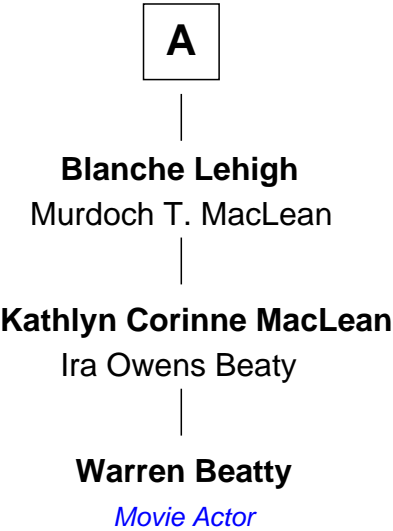 A
Blanche Lehigh
Murdoch T. MacLean
Kathlyn Corinne MacLean
Ira Owens Beaty
Warren Beatty
Movie Actor